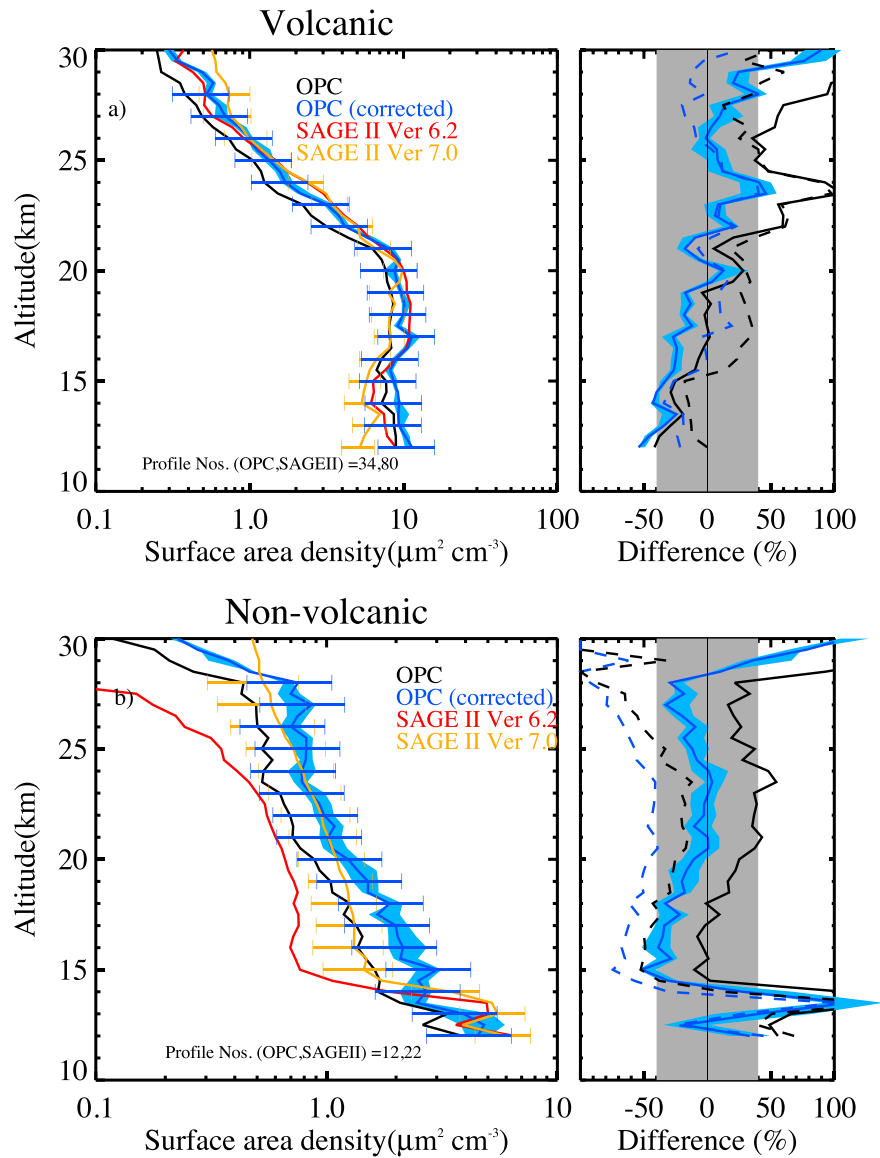 Volcanic
30
25
20
15
10
Altitude(km)
a)
OPC
OPC (corrected)
SAGE II Ver 6.2
SAGE II Ver 7.0
Profile Nos. (OPC,SAGEII) =34,80
0.1 1.0 10 100
Surface area density(μm² cm⁻³)
-50 0 50 100
Difference (%)
Non-volcanic
30
25
20
15
10
Altitude(km)
b)
OPC
OPC (corrected)
SAGE II Ver 6.2
SAGE II Ver 7.0
Profile Nos. (OPC,SAGEII) =12,22
0.1 1.0 10
Surface area density(μm² cm⁻³)
-50 0 50 100
Difference (%)